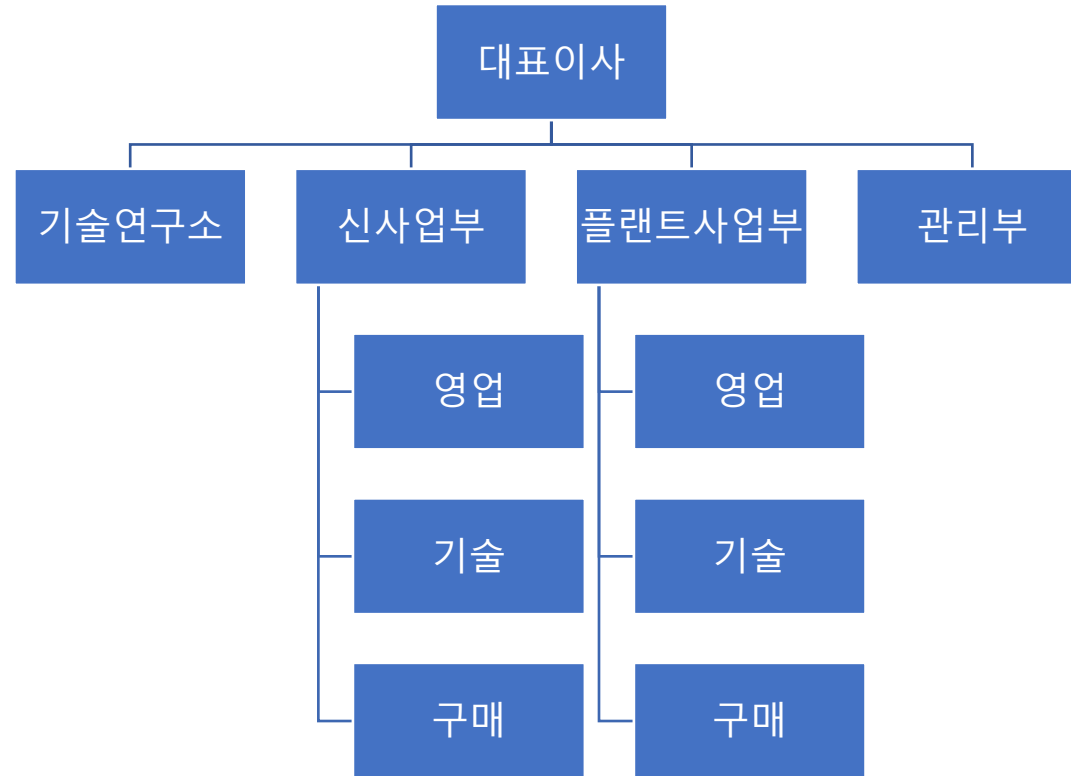 대표이사
기술연구소
신사업부
플랜트사업부
관리부
영업
영업
기술
기술
구매
구매